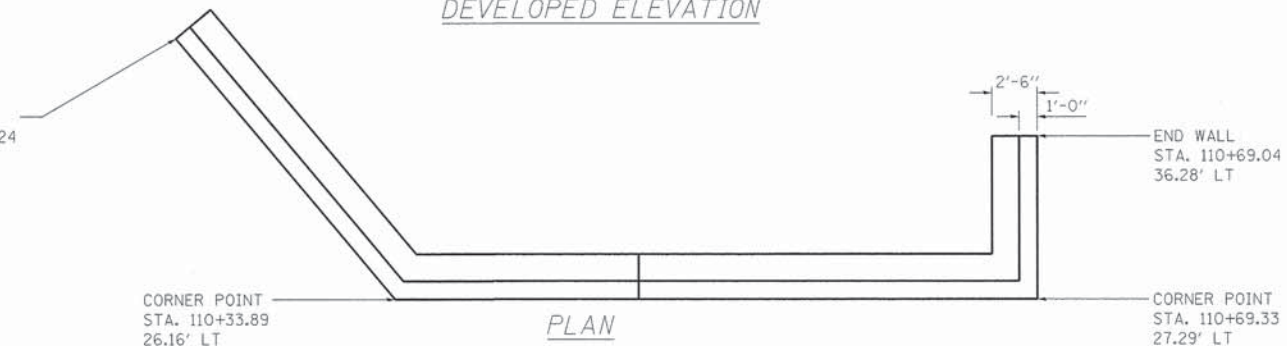 DEVELOPED ELEVATION
2'-6"
1'-0"
24
END WALL
STA. 110+69.04
36.28' LT
CORNER POINT
STA. 110+33.89
26.16' LT
PLAN
CORNER POINT
STA. 110+69.33
27.29' LT